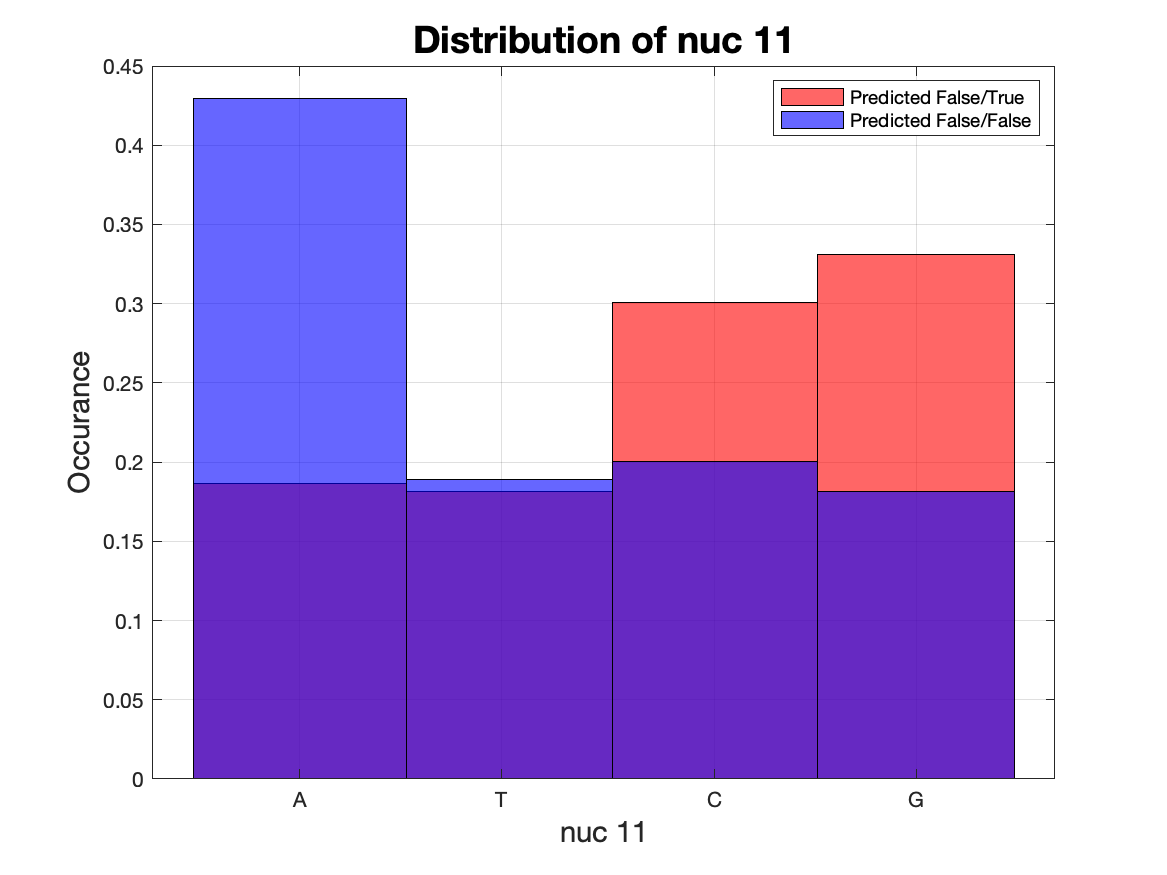 Distribution of nuc 11
Predicted False/True
Predicted False/False
Occurance
0.45
0.4
0.35
0.3
0.25
0.2
0.15
0.1
0.05
0
A T C G
nuc 11